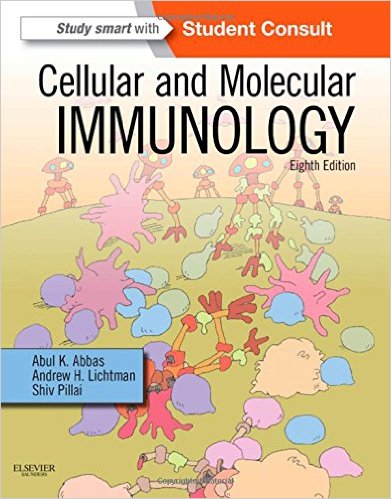 Study smart with Student Consult
Cellular and Molecular
IMMUNOLOGY
Eighth Edition
Abul K. Abbas
Andrew H. Lichtman
Shiv Pillai
ELSEVIER
SAUNDERS